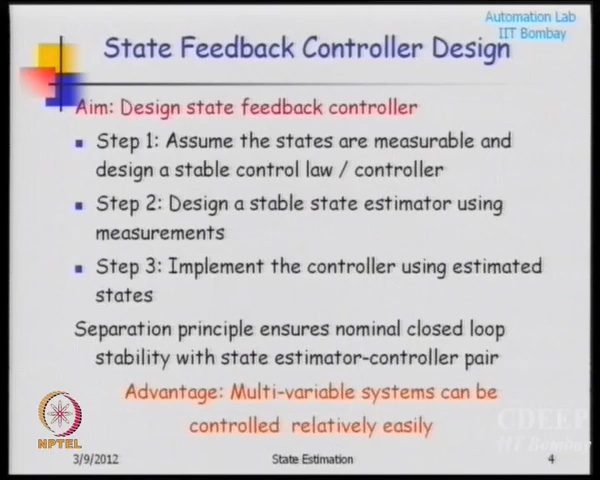 Automation Lab
IIT Bombay
State Feedback Controller Design
Aim: Design state feedback controller
Step 1: Assume the states are measurable and
design a stable control law / controller
Step 2: Design a stable state estimator using
measurements
Step 3: Implement the controller using estimated
states
Separation principle ensures nominal closed loop
stability with state estimator-controller pair
Advantage: Multi-variable systems can be
controlled relatively easily
NPTEL
CDEEP
IIT Bombay
3/9/2012
State Estimation
4